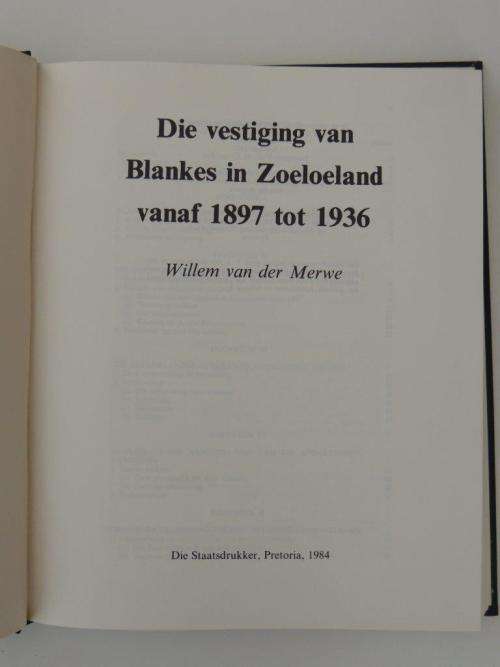 Die vestiging van
Blankes in Zoeloeland
vanaf 1897 tot 1936
Willem van der Merwe
Die Staatsdrukker, Pretoria, 1984